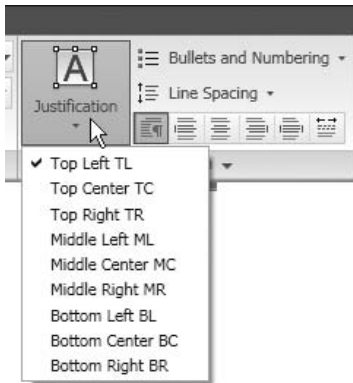 A
Justification
Bullets and Numbering
Line Spacing
Top Left TL
Top Center TC
Top Right TR
Middle Left ML
Middle Center MC
Middle Right MR
Bottom Left BL
Bottom Center BC
Bottom Right BR